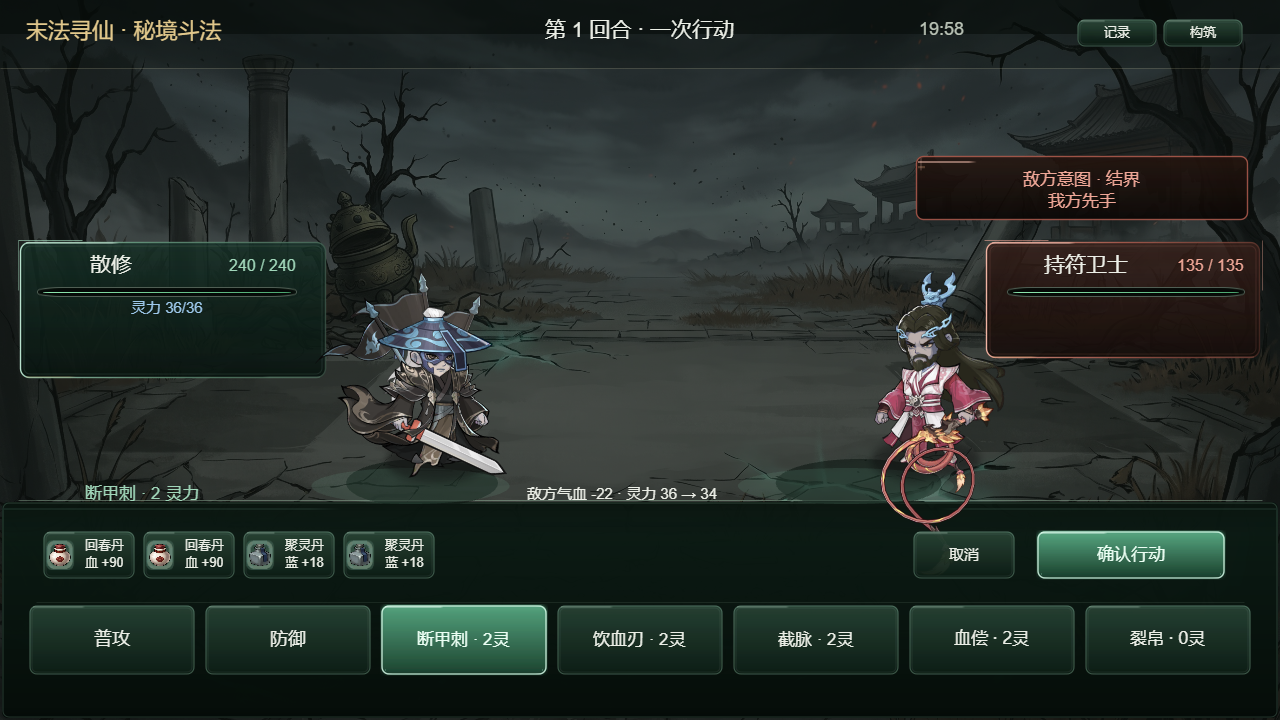 末法寻仙 · 秘境斗法
第 1 回合 · 一次行动
19:58
记录
构筑
敌方意图 · 结界
我方先手
散修
240 / 240
灵力 36/36
持符卫士
135 / 135
断甲刺 · 2 灵力
敌方气血 -22 · 灵力 36 → 34
回春丹
血 +90
回春丹
血 +90
聚灵丹
蓝 +18
聚灵丹
蓝 +18
取消
确认行动
普攻
防御
断甲刺 · 2灵
饮血刃 · 2灵
截脉 · 2灵
血偿 · 2灵
裂帛 · 0灵